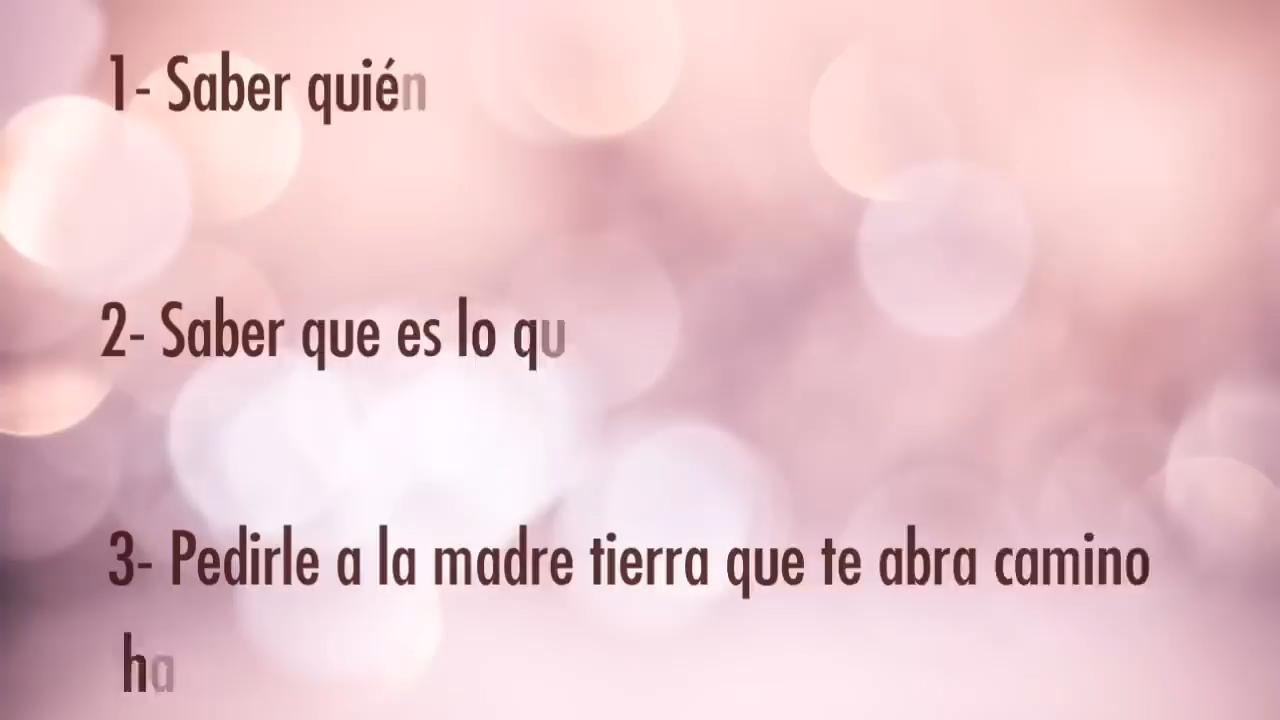 1- Saber quién
2- Saber que es lo qu
3- Pedirle a la madre tierra que te abra camino
ha